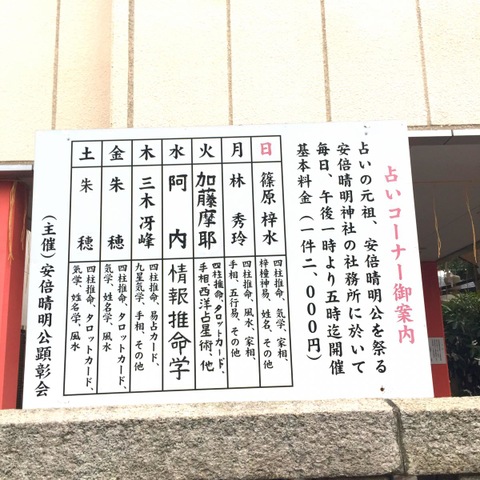 占いコーナー御案内
占いの元祖、安倍晴明公を祭る
安倍晴明神社の社務所に於いて
毎日、午後一時より五時迄開催
基本料金(一件二、000円)
日
篠原 梓水
四柱推命、気学、家相、
梓橦神易、姓名、その他
月
林 秀玲
四柱推命、風水、家相、
手相、五行易、その他
火
加藤摩耶
四柱推命、タロットカード、
手相西洋占星術、他
水
阿 内
情報推命学
木
三木冴峰
四柱推命、易占カード、
九星気学、手相、その他
金
朱 穂
四柱推命、タロットカード、
気学、姓名学、風水
土
朱 穂
四柱推命、タロットカード、
気学、姓名学、風水
(主催)安倍晴明公顕彰会